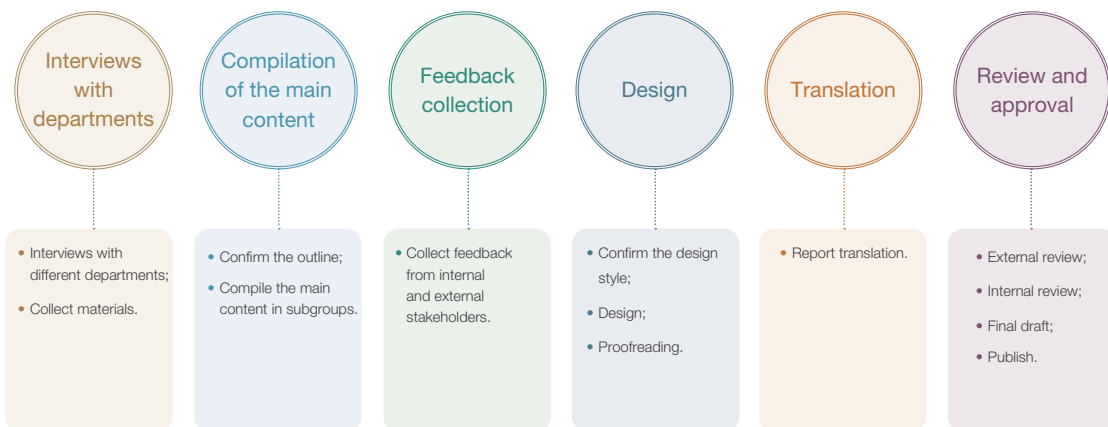 Interviews
with
departments
Compilation
of the main
content
Feedback
collection
Design
Translation
Review and
approval
• Interviews with
different departments;
• Collect materials.
• Confirm the outline;
• Compile the main
content in subgroups.
• Collect feedback
from internal
and external
stakeholders.
• Confirm the design
style;
• Design;
• Proofreading.
• Report translation.
• External review;
• Internal review;
• Final draft;
• Publish.